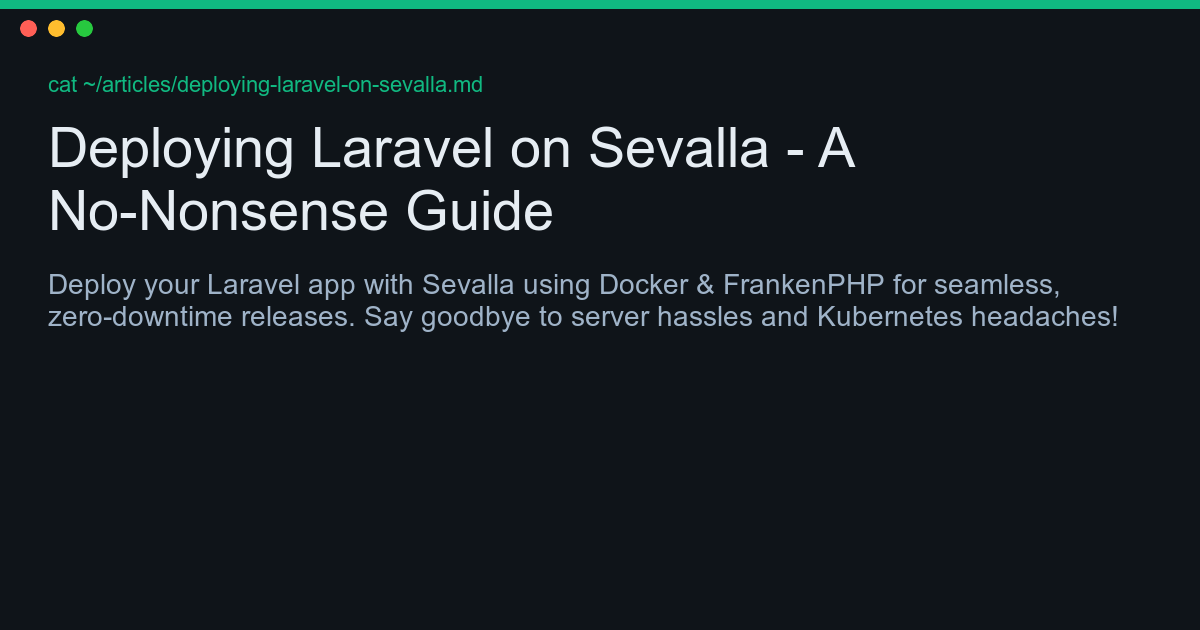 cat ~/articles/deploying-laravel-on-sevalla.md
Deploying Laravel on Sevalla - A
No-Nonsense Guide
Deploy your Laravel app with Sevalla using Docker & FrankenPHP for seamless,
zero-downtime releases. Say goodbye to server hassles and Kubernetes headaches!